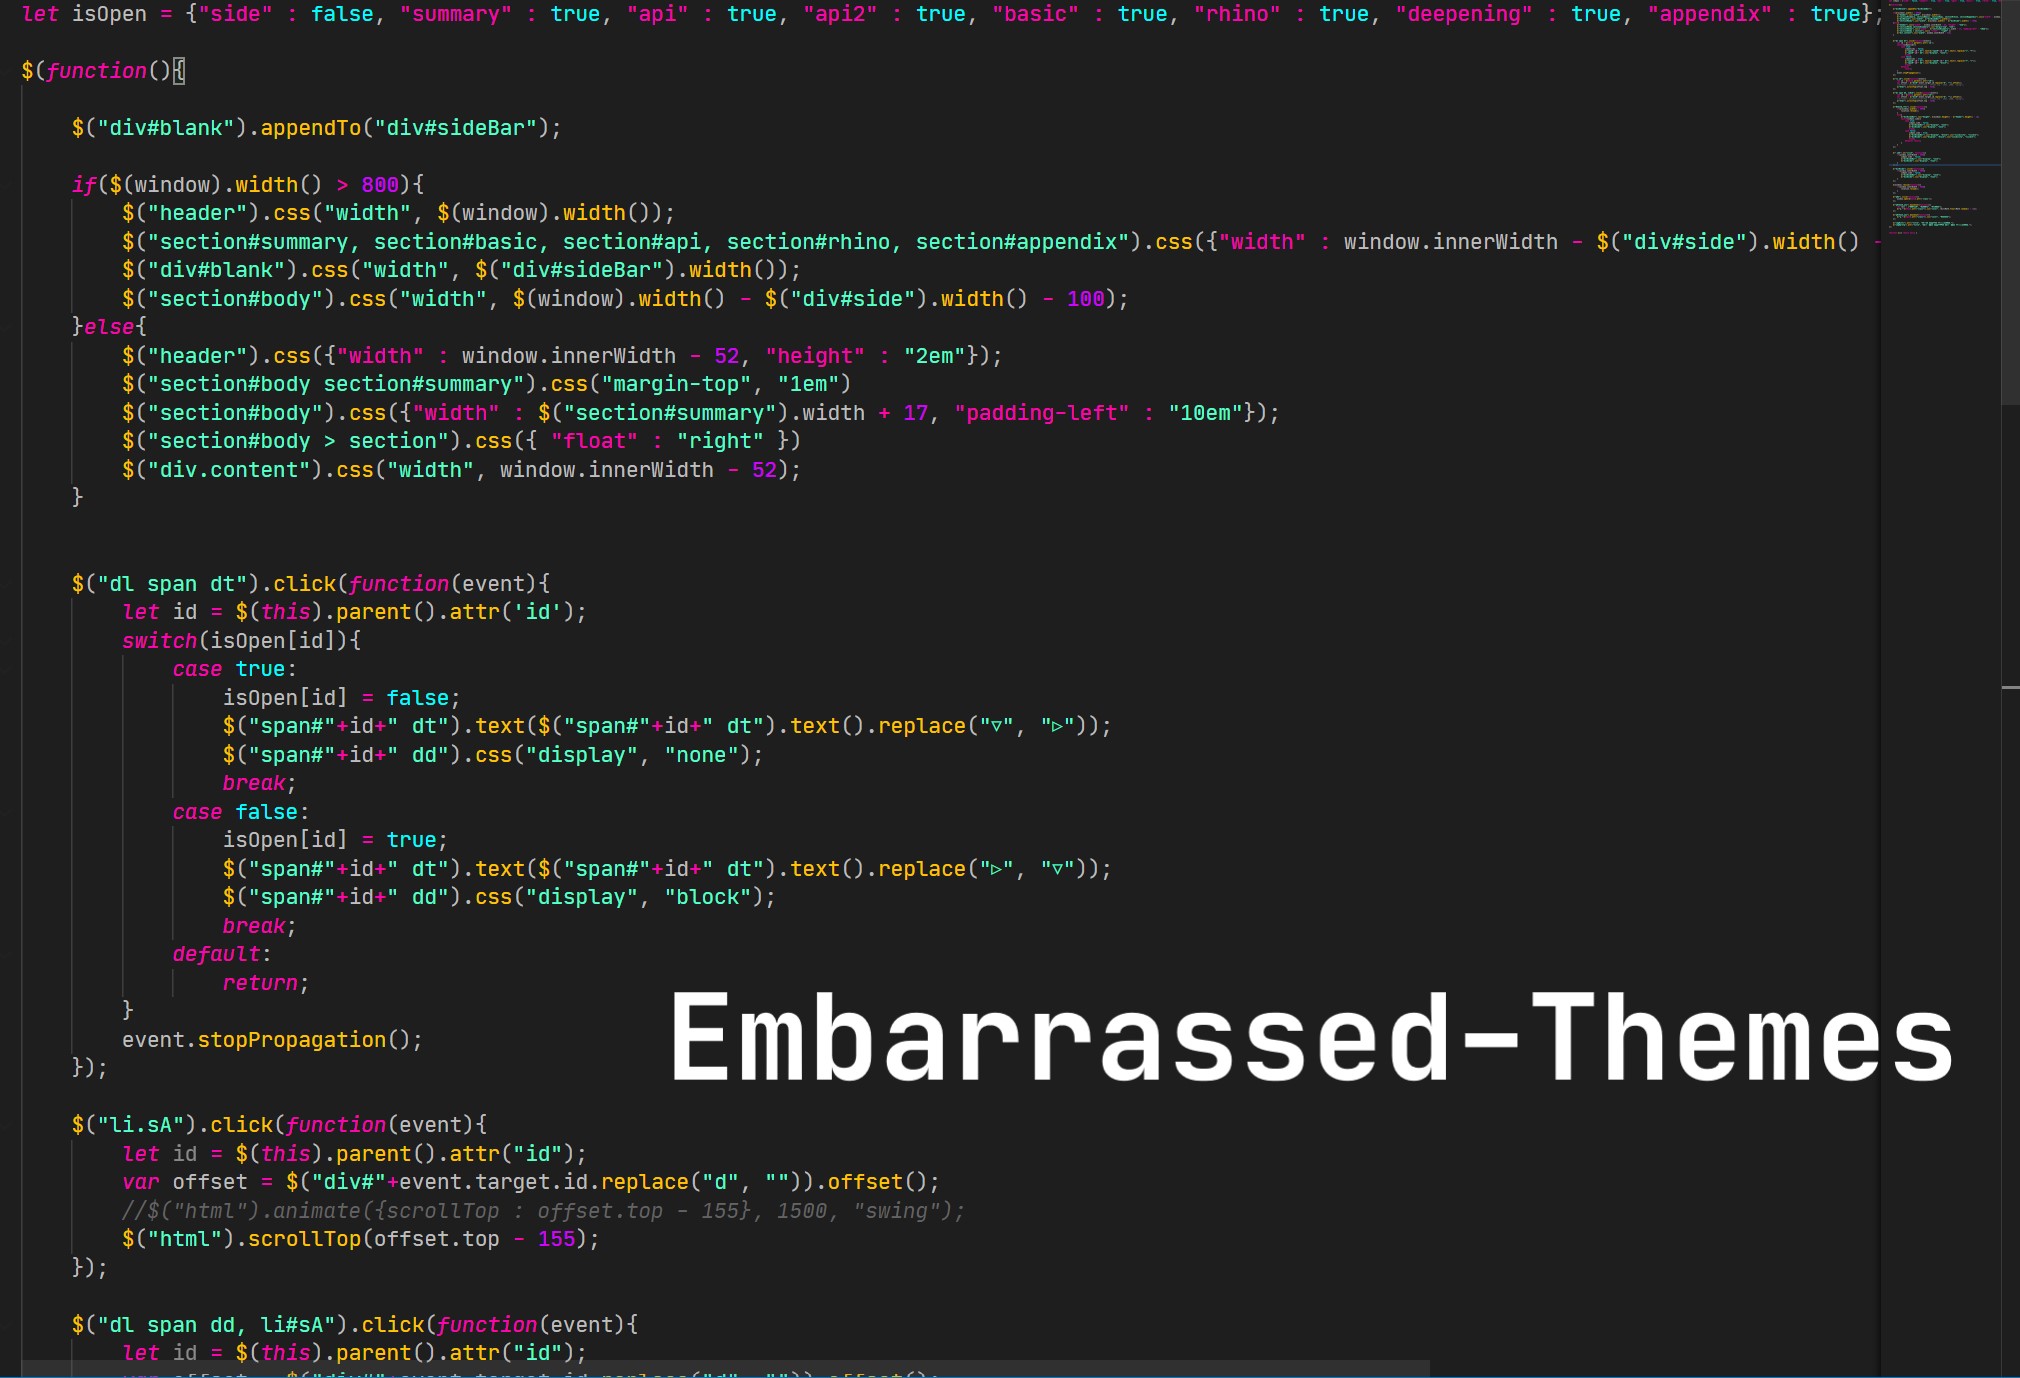 let isOpen = {"side" : false, "summary" : true, "api" : true, "api2" : true, "basic" : true, "rhino" : true, "deepening" : true, "appendix" : true};
$(function(){
$("div#blank").appendTo("div#sideBar");
if($(window).width() > 800){
$("header").css("width", $(window).width());
$("section#summary, section#basic, section#api, section#rhino, section#appendix").css({"width" : window.innerWidth - $("div#side").width() -
$("div#blank").css("width", $("div#sideBar").width());
$("section#body").css("width", $(window).width() - $("div#side").width() - 100);
}else{
$("header").css({"width" : window.innerWidth - 52, "height" : "2em"});
$("section#body section#summary").css("margin-top", "1em")
$("section#body").css({"width" : $("section#summary").width + 17, "padding-left" : "10em"});
$("section#body > section").css({ "float" : "right" })
$("div.content").css("width", window.innerWidth - 52);
}
$("dl span dt").click(function(event){
let id = $(this).parent().attr('id');
switch(isOpen[id]){
case true:
isOpen[id] = false;
$("span#"+id+" dt").text($("span#"+id+" dt").text().replace("▽", "▷"));
$("span#"+id+" dd").css("display", "none");
break;
case false:
isOpen[id] = true;
$("span#"+id+" dt").text($("span#"+id+" dt").text().replace("▷", "▽"));
$("span#"+id+" dd").css("display", "block");
break;
default:
return;
}
event.stopPropagation();
});
Embarrassed-Themes
$("li.sA").click(function(event){
let id = $(this).parent().attr("id");
var offset = $("div#"+event.target.id.replace("d", "")).offset();
//$("html").animate({scrollTop : offset.top - 155}, 1500, "swing");
$("html").scrollTop(offset.top - 155);
});
$("dl span dd, li#sA").click(function(event){
let id = $(this).parent().attr("id");
var offset = $("div#"+event.target.id.replace("d", "")).offset();